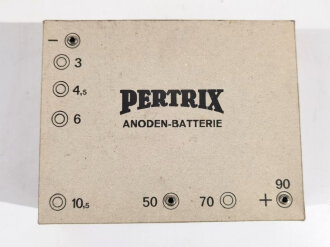 −
3
4,5
PERTRIX
ANODEN-BATTERIE
6
90
10,5 50 70 +